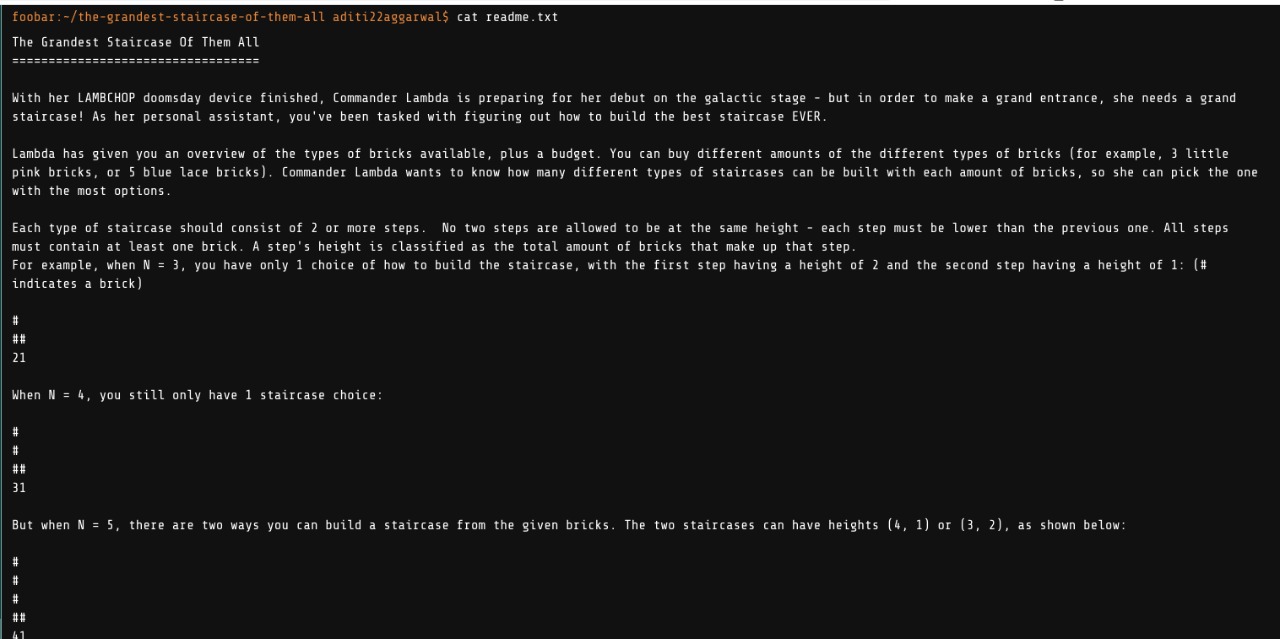 foobar:~/the-grandest-staircase-of-them-all aditi22aggarwal$ cat readme.txt
The Grandest Staircase Of Them All
==================================
With her LAMBCHOP doomsday device finished, Commander Lambda is preparing for her debut on the galactic stage - but in order to make a grand entrance, she needs a grand
staircase! As her personal assistant, you've been tasked with figuring out how to build the best staircase EVER.
Lambda has given you an overview of the types of bricks available, plus a budget. You can buy different amounts of the different types of bricks (for example, 3 little
pink bricks, or 5 blue lace bricks). Commander Lambda wants to know how many different types of staircases can be built with each amount of bricks, so she can pick the one
with the most options.
Each type of staircase should consist of 2 or more steps.  No two steps are allowed to be at the same height - each step must be lower than the previous one. All steps
must contain at least one brick. A step's height is classified as the total amount of bricks that make up that step.
For example, when N = 3, you have only 1 choice of how to build the staircase, with the first step having a height of 2 and the second step having a height of 1: (#
indicates a brick)
#
##
21
When N = 4, you still only have 1 staircase choice:
#
#
##
31
But when N = 5, there are two ways you can build a staircase from the given bricks. The two staircases can have heights (4, 1) or (3, 2), as shown below:
#
#
#
##
41